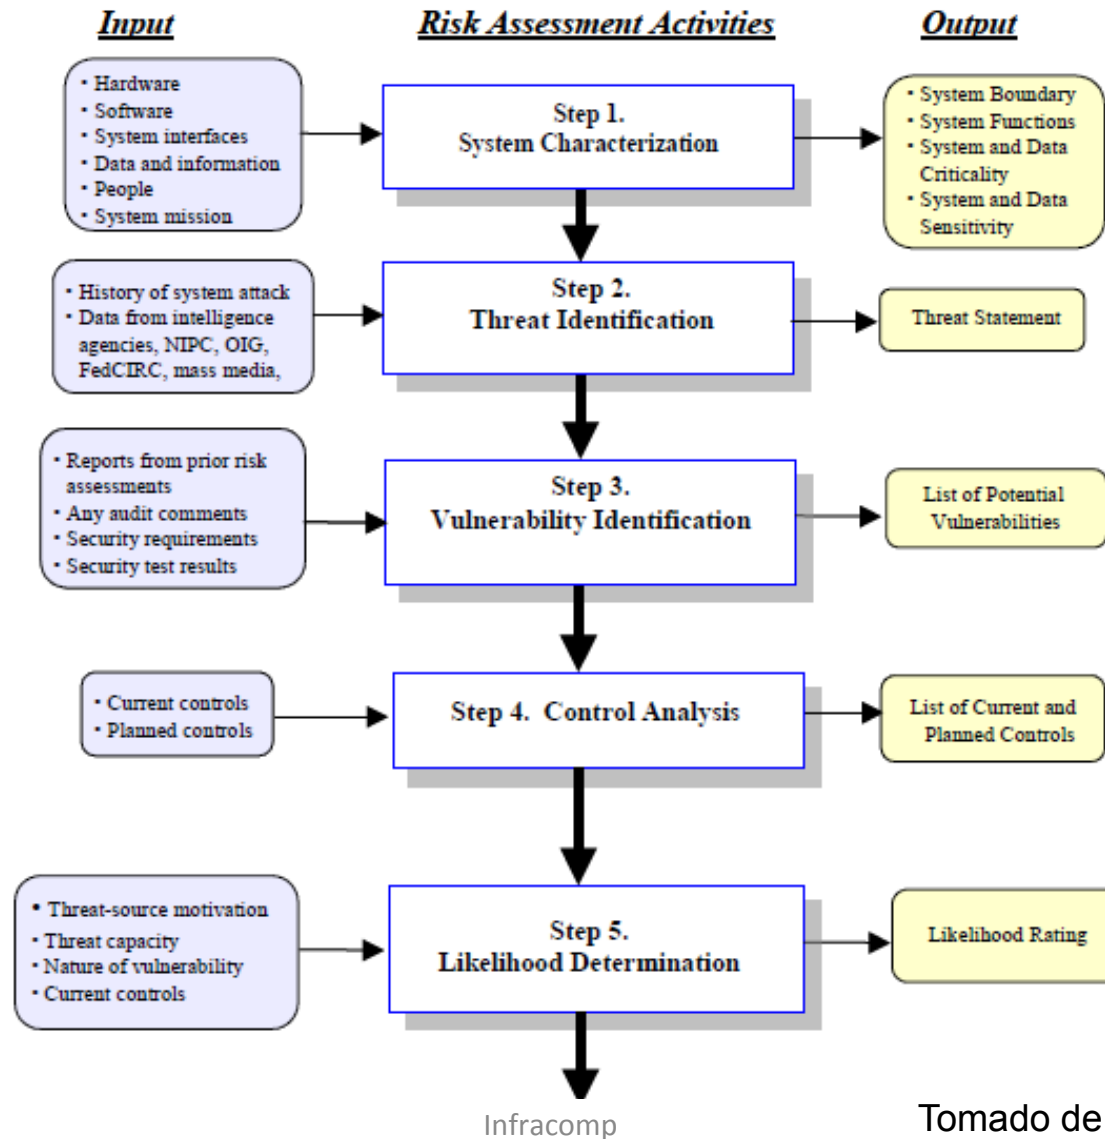 Input
Risk Assessment Activities
Output
• Hardware
• Software
• System interfaces
• Data and information
• People
• System mission
Step 1.
System Characterization
• System Boundary
• System Functions
• System and Data
Criticality
• System and Data
Sensitivity
• History of system attack
• Data from intelligence
agencies, NIPC, OIG,
FedCIRC, mass media,
Step 2.
Threat Identification
Threat Statement
• Reports from prior risk
assessments
• Any audit comments
• Security requirements
• Security test results
Step 3.
Vulnerability Identification
List of Potential
Vulnerabilities
• Current controls
• Planned controls
Step 4. Control Analysis
List of Current and
Planned Controls
• Threat-source motivation
• Threat capacity
• Nature of vulnerability
• Current controls
Step 5.
Likelihood Determination
Likelihood Rating
Infracomp
Tomado de